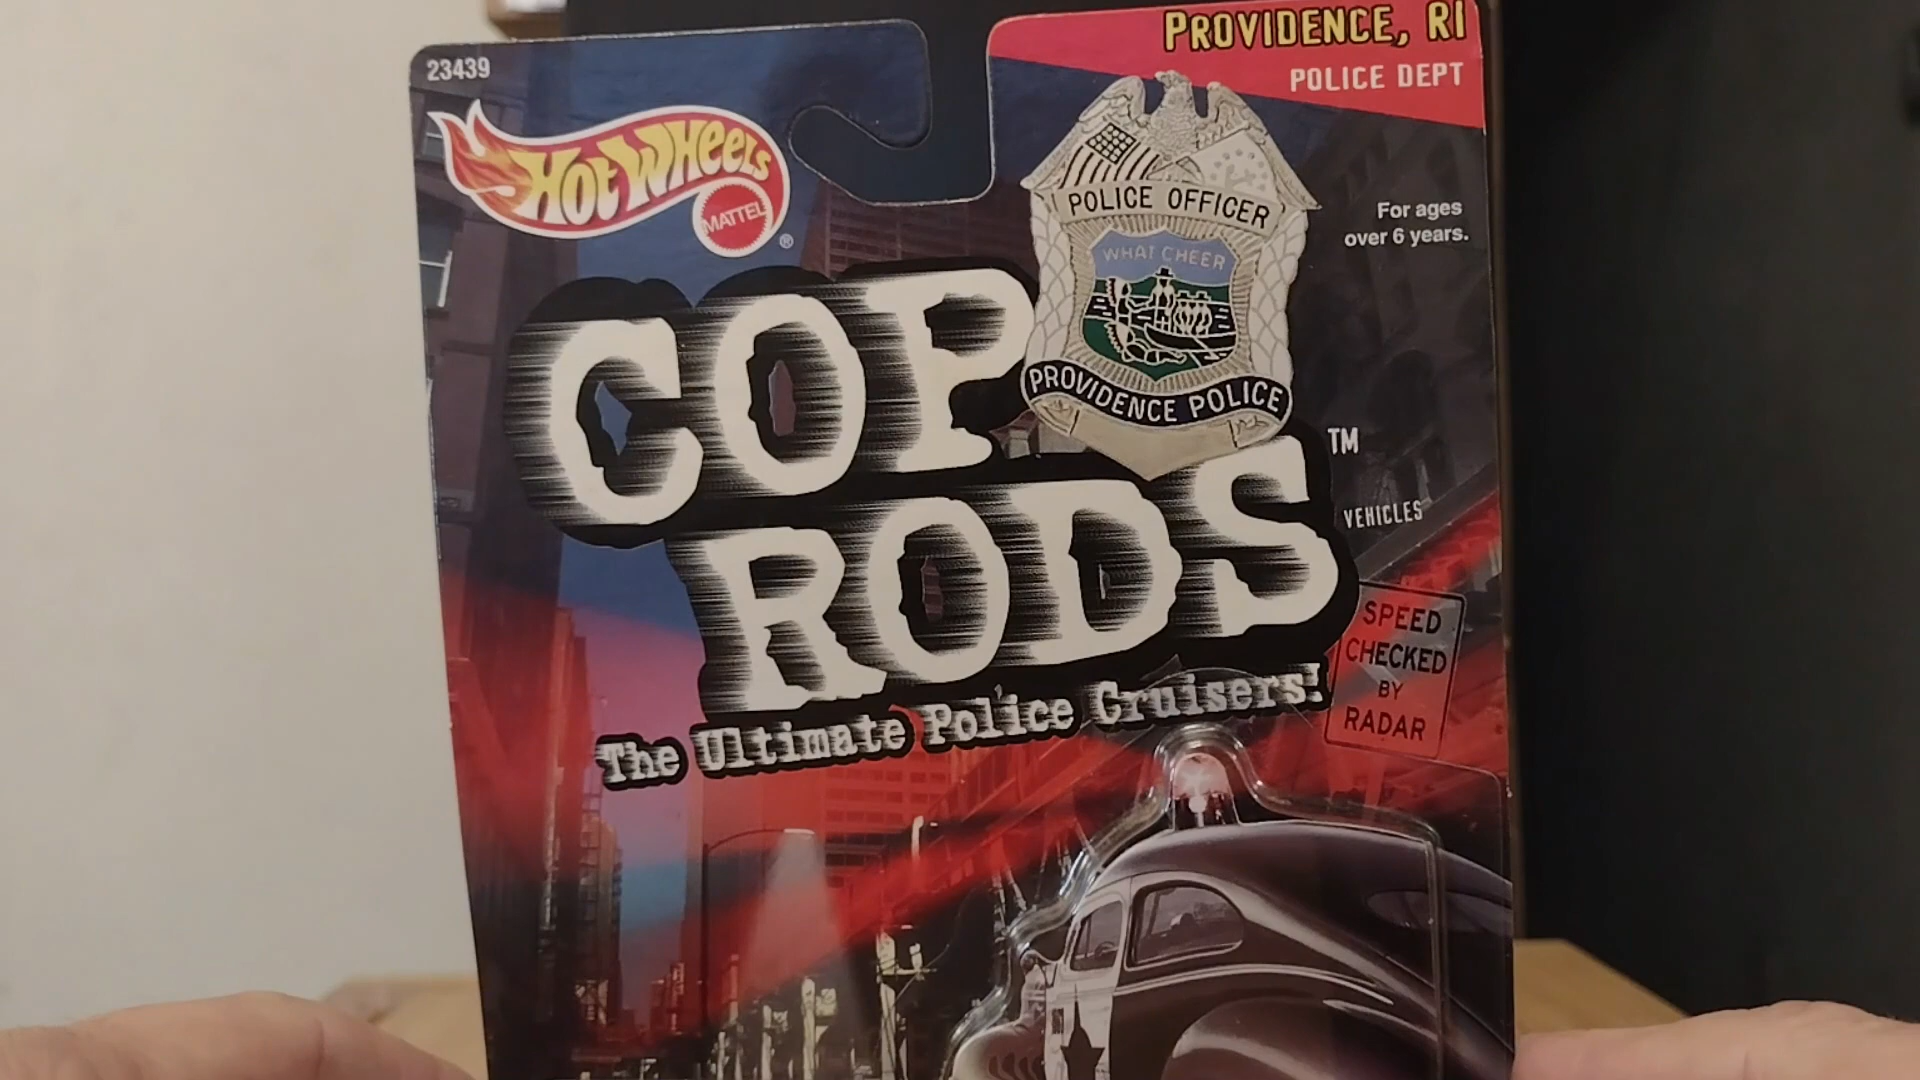 PROVIDENCE, RI
POLICE DEPT
23439
HOT WHEELS
MATTEL
®
POLICE OFFICER
WHAT CHEER
PROVIDENCE POLICE
For ages
over 6 years.
COP
RODS
TM
VEHICLES
The Ultimate Police Cruisers!
SPEED
CHECKED
BY
RADAR